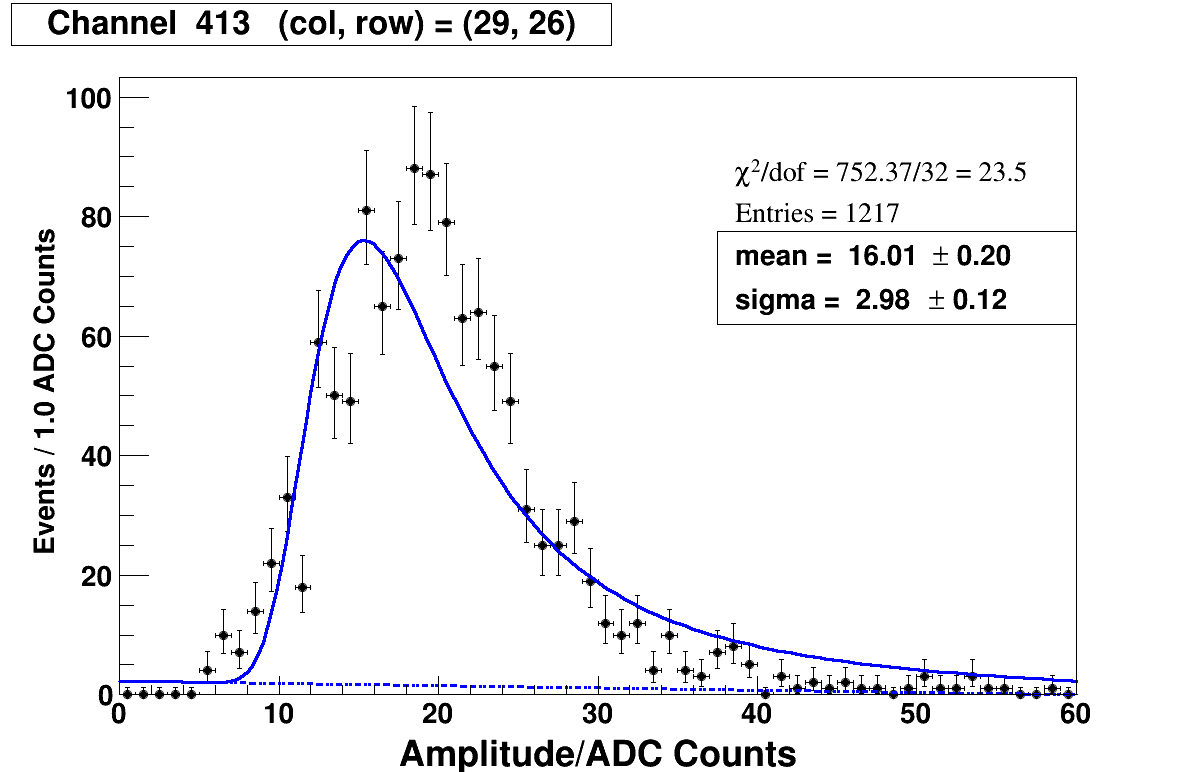 Channel 413 (col, row) = (29, 26)
100
80
60
40
20
0
Events / 1.0 ADC Counts
χ²/dof = 752.37/32 = 23.5
Entries = 1217
mean = 16.01 ± 0.20
sigma = 2.98 ± 0.12
0 10 20 30 40 50 60
Amplitude/ADC Counts